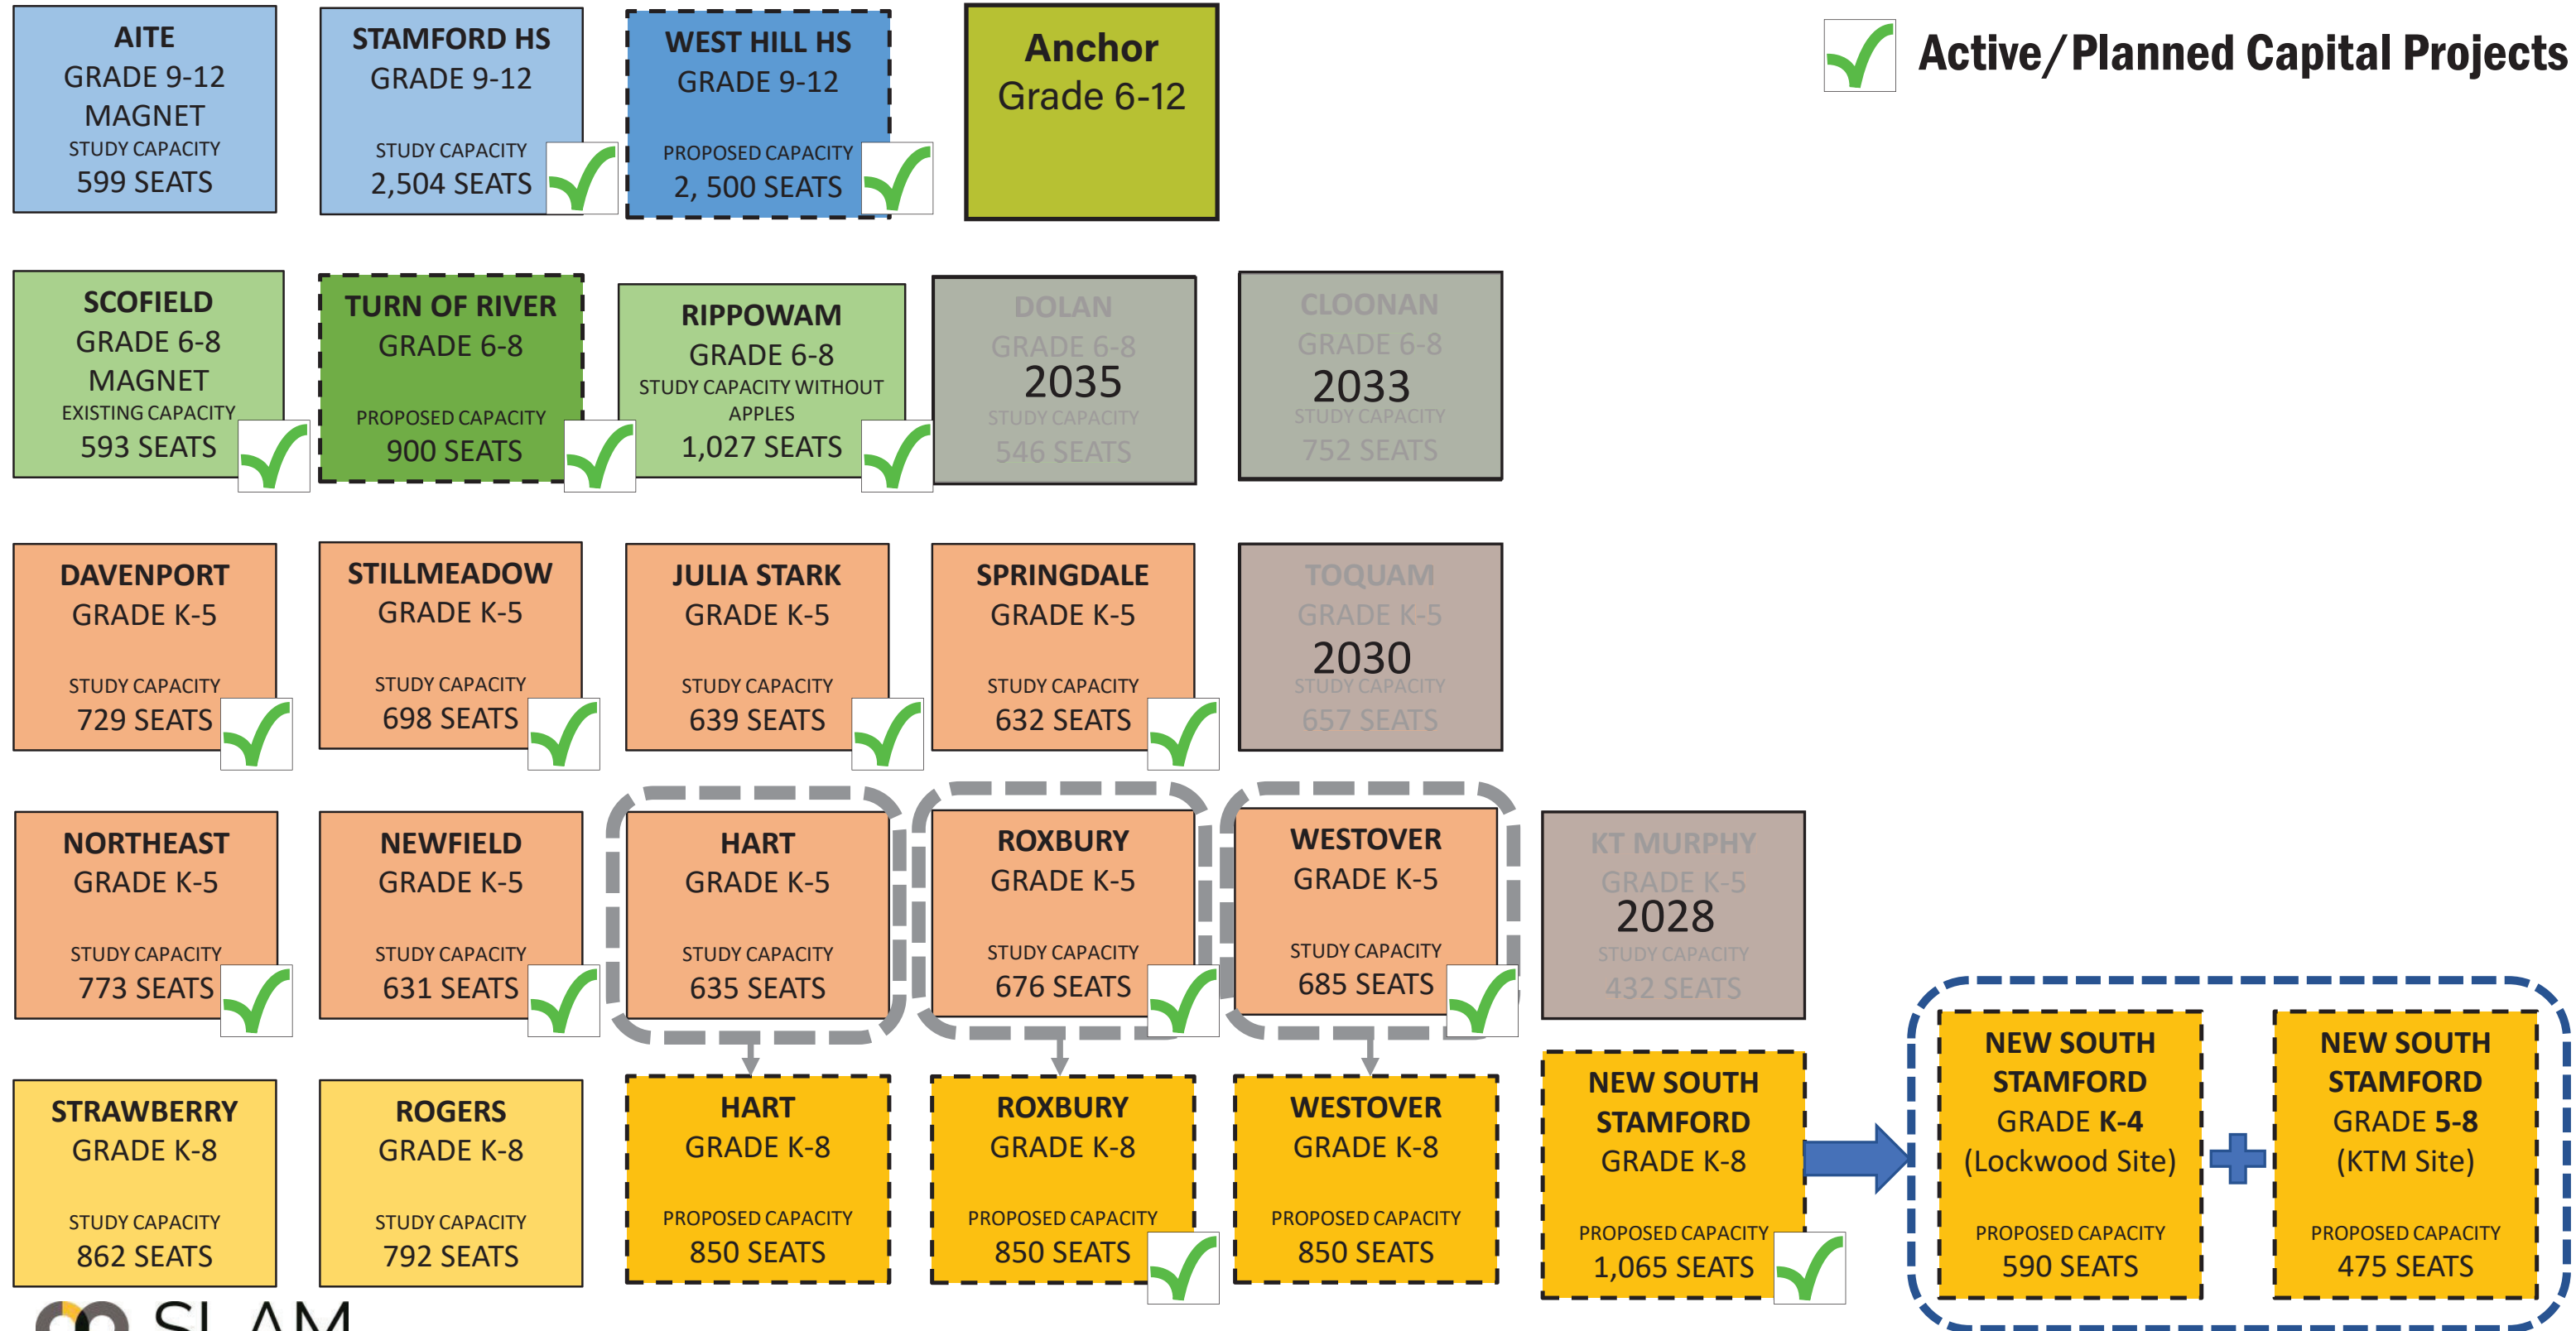 AITE
GRADE 9-12
MAGNET
STUDY CAPACITY
599 SEATS
STAMFORD HS
GRADE 9-12
STUDY CAPACITY
2,504 SEATS
WEST HILL HS
GRADE 9-12
PROPOSED CAPACITY
2, 500 SEATS
Anchor
Grade 6-12
Active/Planned Capital Projects
SCOFIELD
GRADE 6-8
MAGNET
EXISTING CAPACITY
593 SEATS
TURN OF RIVER
GRADE 6-8
PROPOSED CAPACITY
900 SEATS
RIPPOWAM
GRADE 6-8
STUDY CAPACITY WITHOUT
APPLES
1,027 SEATS
DOLAN
GRADE 6-8
2035
STUDY CAPACITY
546 SEATS
CLOONAN
GRADE 6-8
2033
STUDY CAPACITY
752 SEATS
DAVENPORT
GRADE K-5
STUDY CAPACITY
729 SEATS
STILLMEADOW
GRADE K-5
STUDY CAPACITY
698 SEATS
JULIA STARK
GRADE K-5
STUDY CAPACITY
639 SEATS
SPRINGDALE
GRADE K-5
STUDY CAPACITY
632 SEATS
TOQUAM
GRADE K-5
2030
STUDY CAPACITY
657 SEATS
NORTHEAST
GRADE K-5
STUDY CAPACITY
773 SEATS
NEWFIELD
GRADE K-5
STUDY CAPACITY
631 SEATS
HART
GRADE K-5
STUDY CAPACITY
635 SEATS
ROXBURY
GRADE K-5
STUDY CAPACITY
676 SEATS
WESTOVER
GRADE K-5
STUDY CAPACITY
685 SEATS
KT MURPHY
GRADE K-5
2028
STUDY CAPACITY
432 SEATS
STRAWBERRY
GRADE K-8
STUDY CAPACITY
862 SEATS
ROGERS
GRADE K-8
STUDY CAPACITY
792 SEATS
HART
GRADE K-8
PROPOSED CAPACITY
850 SEATS
ROXBURY
GRADE K-8
PROPOSED CAPACITY
850 SEATS
WESTOVER
GRADE K-8
PROPOSED CAPACITY
850 SEATS
NEW SOUTH
STAMFORD
GRADE K-8
PROPOSED CAPACITY
1,065 SEATS
NEW SOUTH
STAMFORD
GRADE K-4
(Lockwood Site)
PROPOSED CAPACITY
590 SEATS
NEW SOUTH
STAMFORD
GRADE 5-8
(KTM Site)
PROPOSED CAPACITY
475 SEATS
SLAM